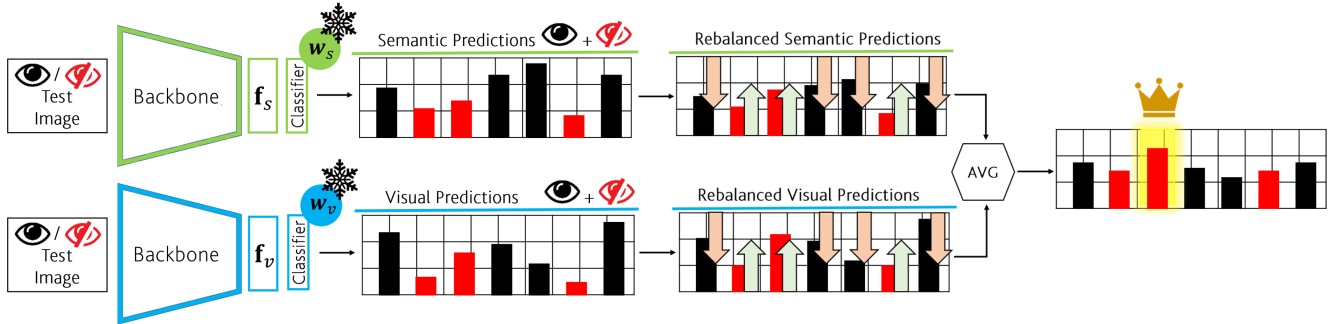 /
Test
Image
Backbone
f_s
Classifier
w_s
Semantic Predictions
+
Rebalanced Semantic Predictions
AVG
/
Test
Image
Backbone
f_v
Classifier
w_v
Visual Predictions
+
Rebalanced Visual Predictions